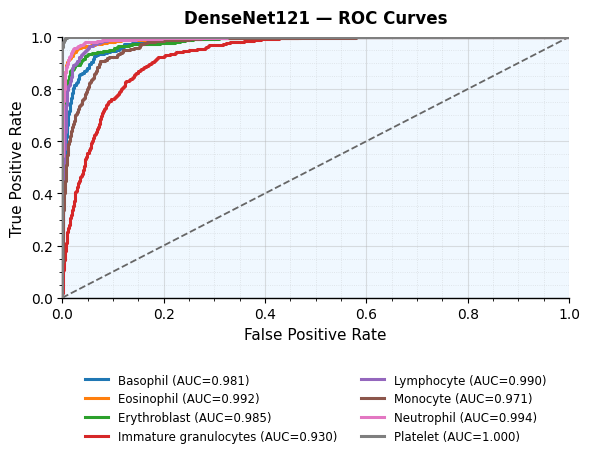 DenseNet121 — ROC Curves
True Positive Rate
1.0
0.8
0.6
0.4
0.2
0.0
0.0 0.2 0.4 0.6 0.8 1.0
False Positive Rate
Basophil (AUC=0.981)
Eosinophil (AUC=0.992)
Erythroblast (AUC=0.985)
Immature granulocytes (AUC=0.930)
Lymphocyte (AUC=0.990)
Monocyte (AUC=0.971)
Neutrophil (AUC=0.994)
Platelet (AUC=1.000)